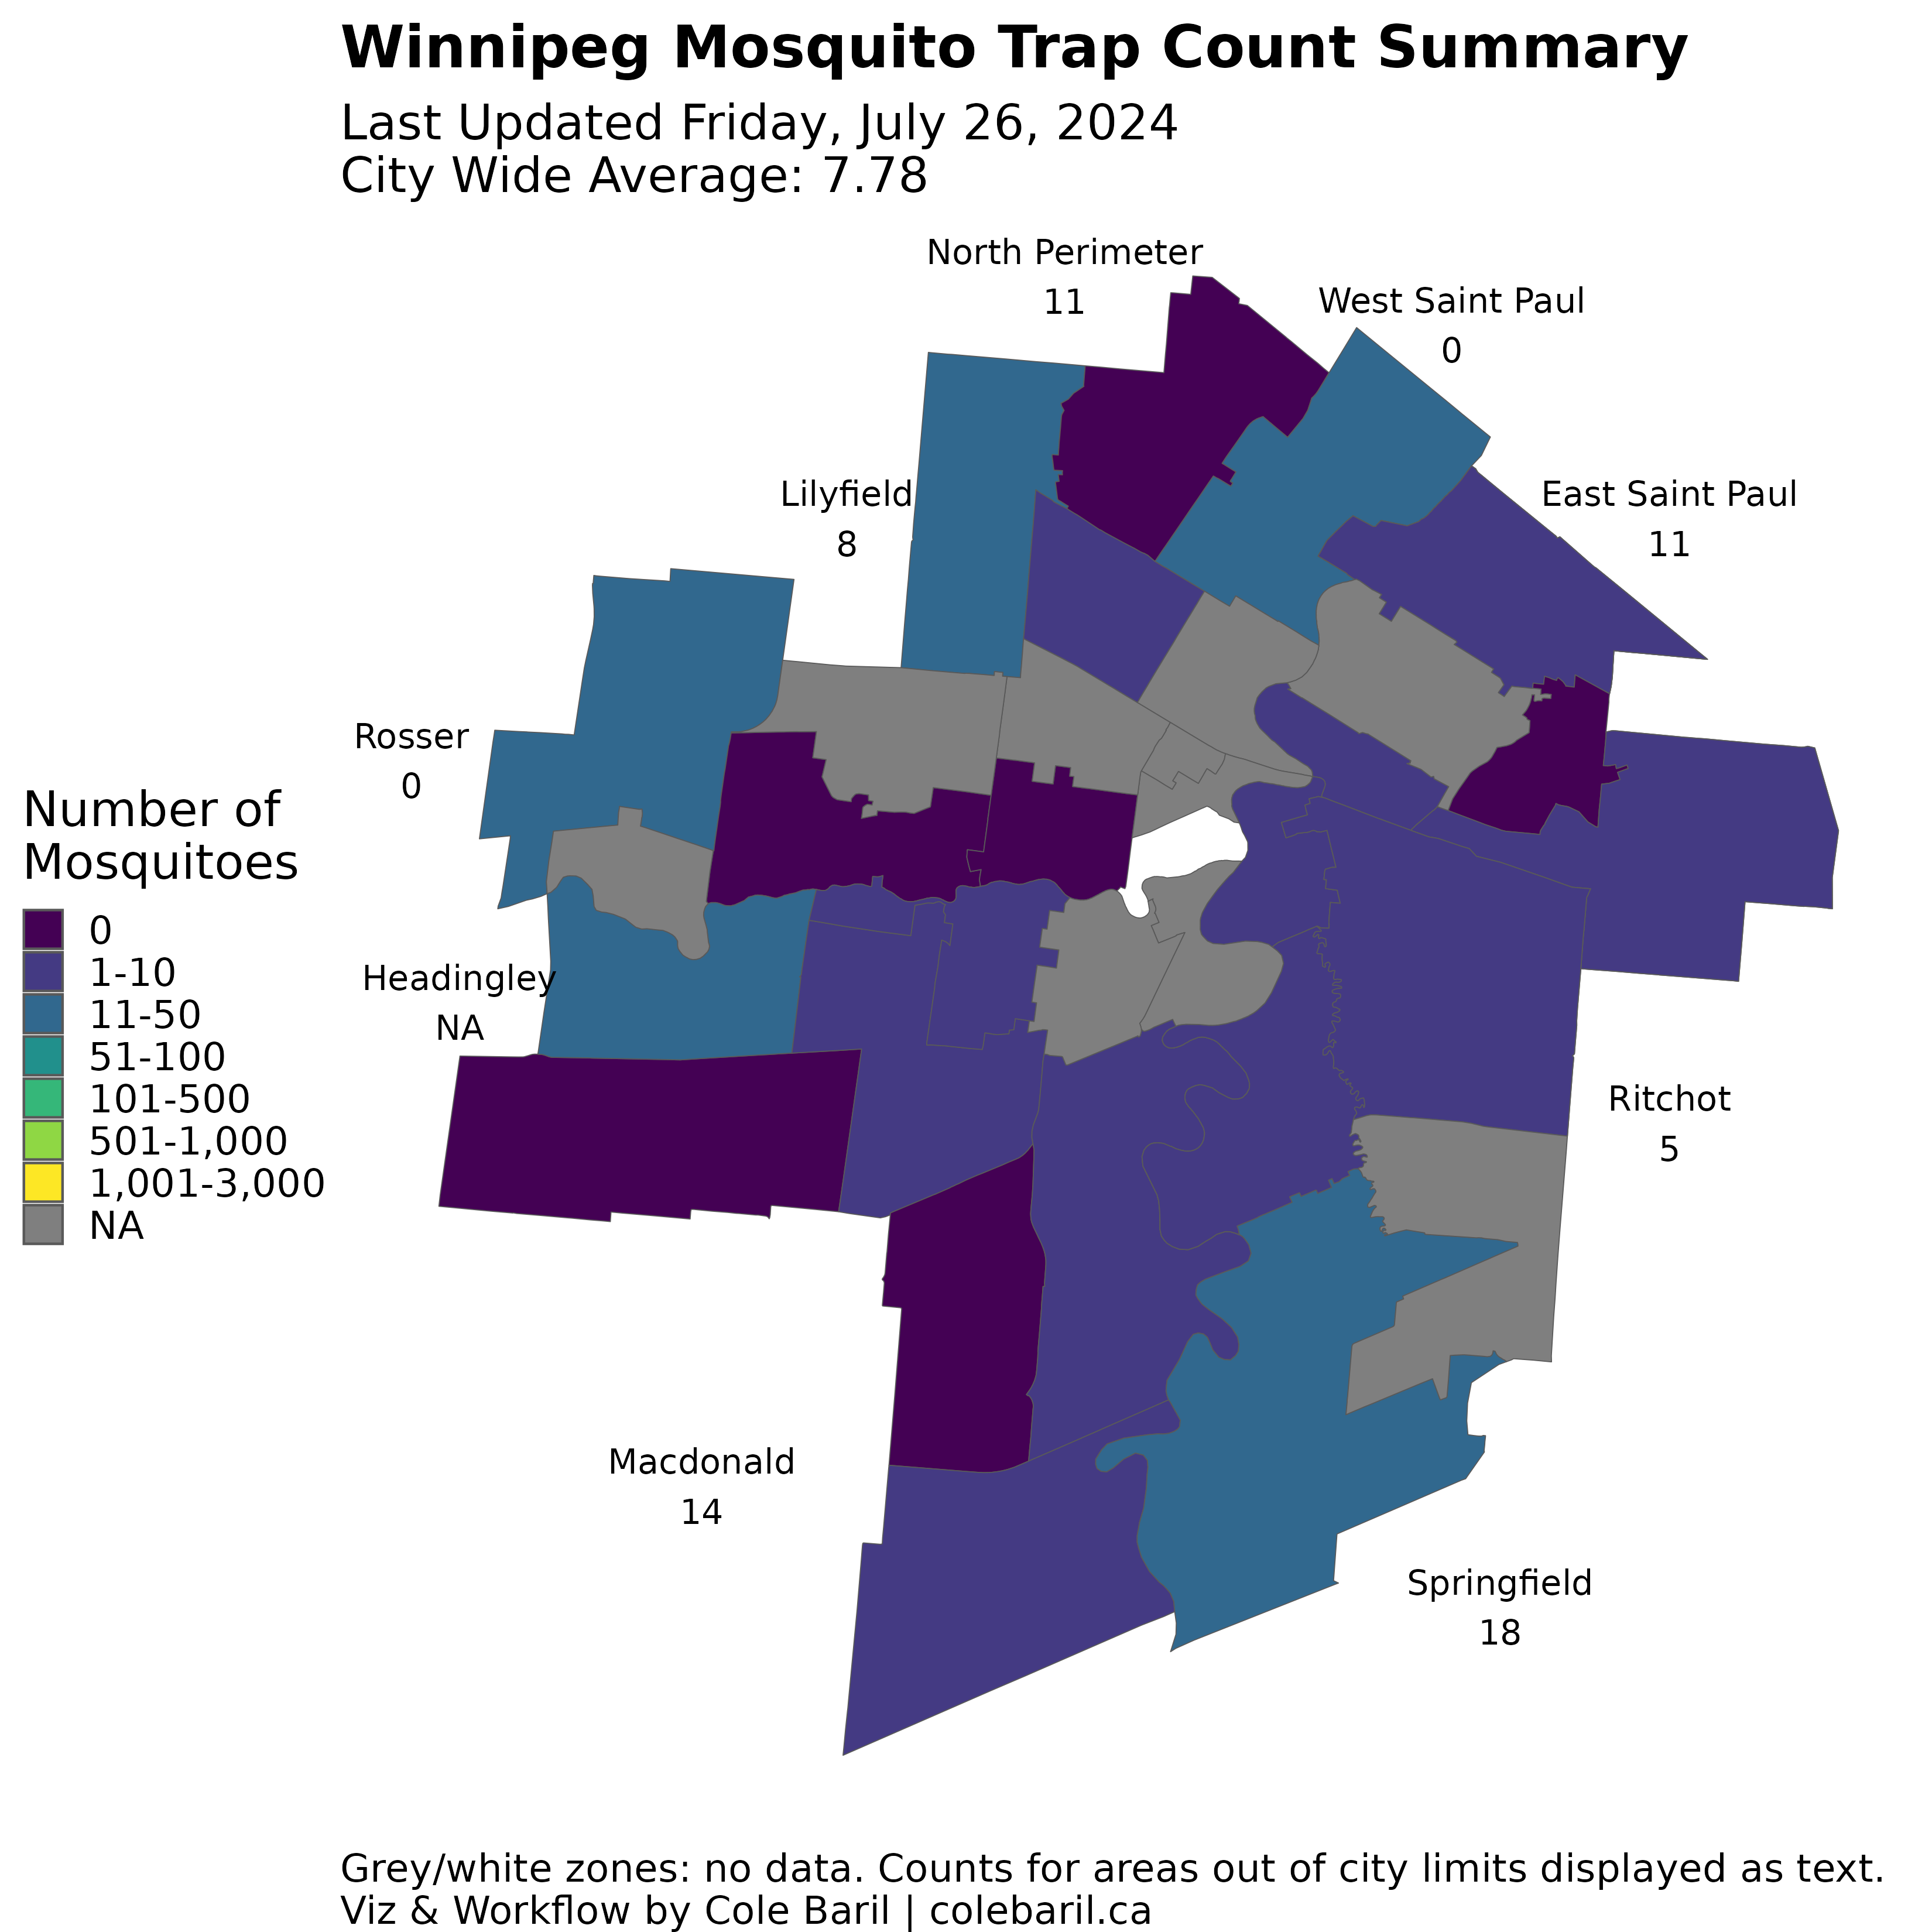 Winnipeg Mosquito Trap Count Summary
Last Updated Friday, July 26, 2024
City Wide Average: 7.78
North Perimeter
11
West Saint Paul
0
Lilyfield
8
East Saint Paul
11
Rosser
0
Headingley
NA
Ritchot
5
Macdonald
14
Springfield
18
Number of
Mosquitoes
0
1-10
11-50
51-100
101-500
501-1,000
1,001-3,000
NA
Grey/white zones: no data. Counts for areas out of city limits displayed as text.
Viz & Workflow by Cole Baril | colebaril.ca